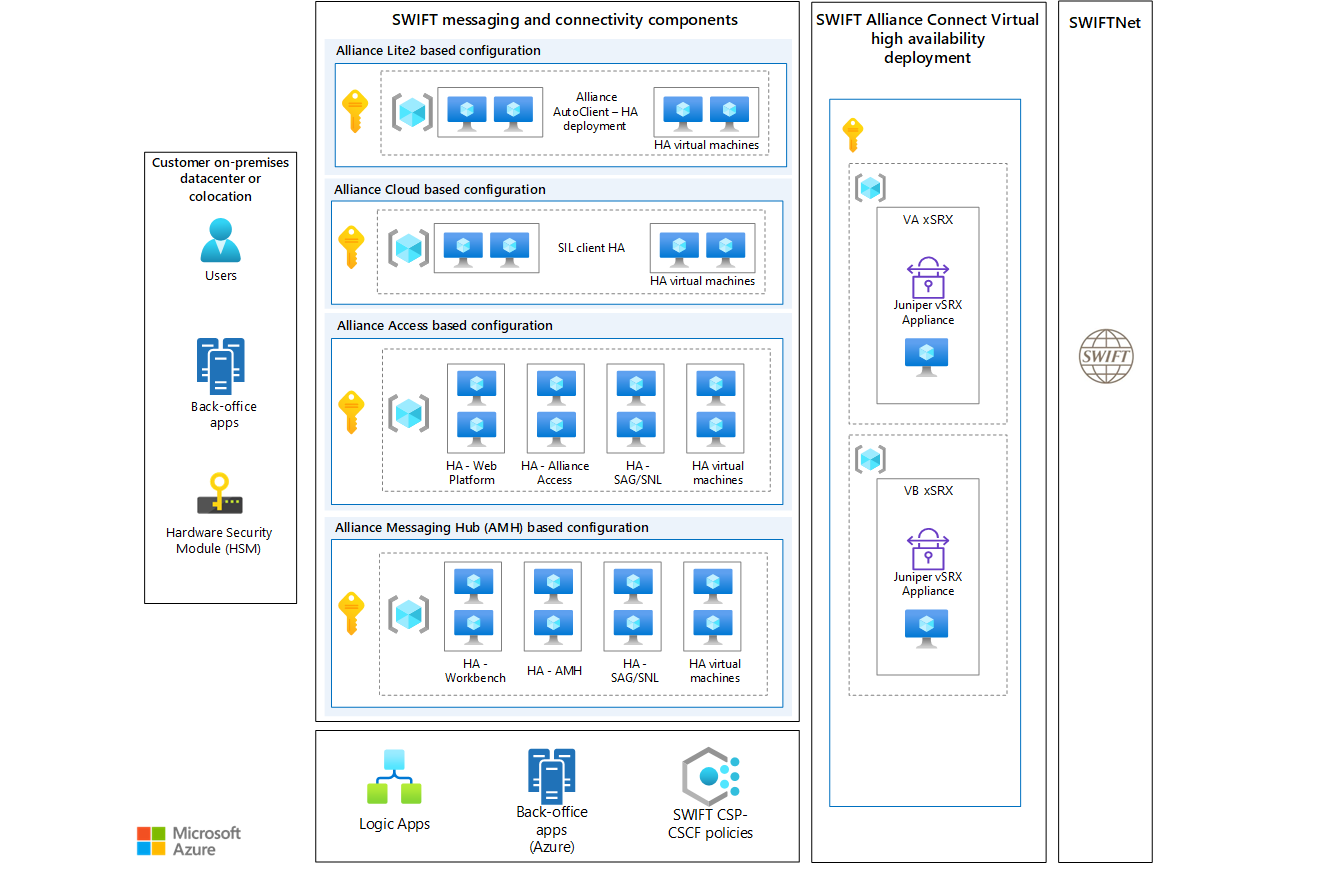 Customer on-premises
datacenter or
colocation
Users
Back-office
apps
Hardware Security
Module (HSM)
Microsoft
Azure
SWIFT messaging and connectivity components
Alliance Lite2 based configuration
Alliance
AutoClient – HA
deployment
HA virtual machines
Alliance Cloud based configuration
SIL client HA
HA virtual machines
Alliance Access based configuration
HA - Web
Platform
HA - Alliance
Access
HA -
SAG/SNL
HA virtual
machines
Alliance Messaging Hub (AMH) based configuration
HA -
Workbench
HA - AMH
HA -
SAG/SNL
HA virtual
machines
Logic Apps
Back-office
apps
(Azure)
SWIFT CSP-
CSCF policies
SWIFT Alliance Connect Virtual
high availability
deployment
VA xSRX
Juniper vSRX
Appliance
VB xSRX
Juniper vSRX
Appliance
SWIFTNet
SWIFT